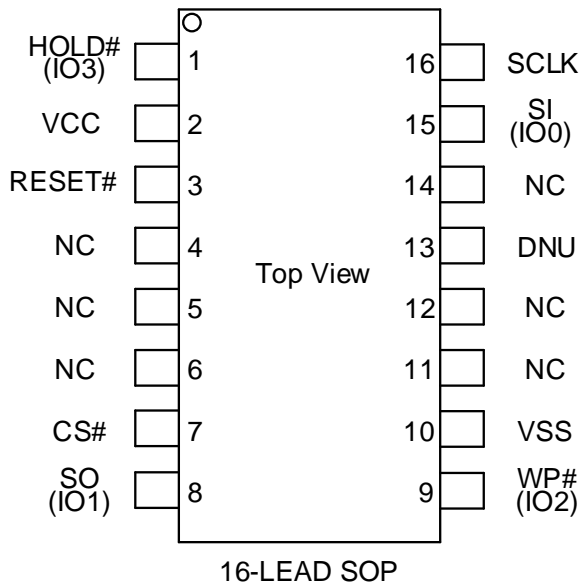 HOLD#
(IO3)
1
16
SCLK
VCC
2
15
SI
(IO0)
RESET#
3
14
NC
NC
4
13
DNU
Top View
NC
5
12
NC
NC
6
11
NC
CS#
7
10
VSS
SO
(IO1)
8
9
WP#
(IO2)
16-LEAD SOP